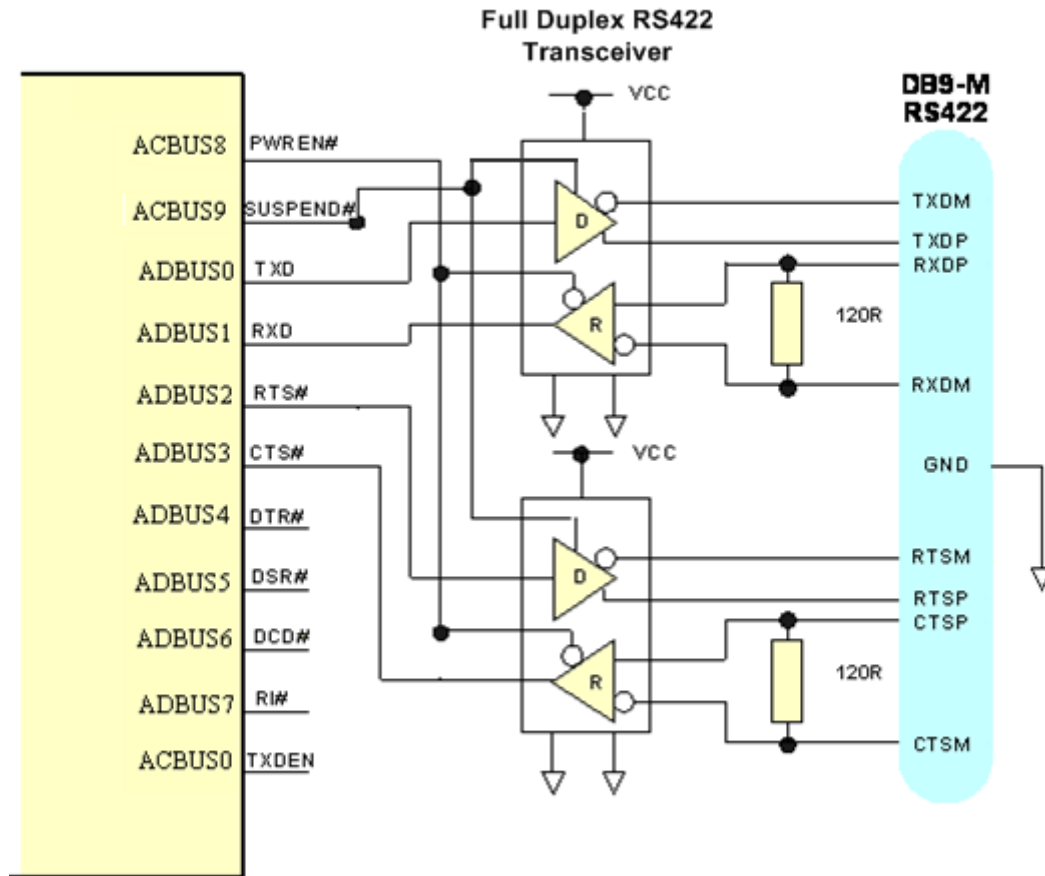 Full Duplex RS422
Transceiver
DB9-M
RS422
VCC
ACBUS8 PWREN#
ACBUS9 SUSPEND#
ADBUS0 TXD
ADBUS1 RXD
ADBUS2 RTS#
ADBUS3 CTS#
ADBUS4 DTR#
ADBUS5 DSR#
ADBUS6 DCD#
ADBUS7 RI#
ACBUS0 TXDEN
D
R
VCC
D
R
TXDM
TXDP
RXDP
120R
RXDM
GND
RTSM
RTSP
CTSP
120R
CTSM